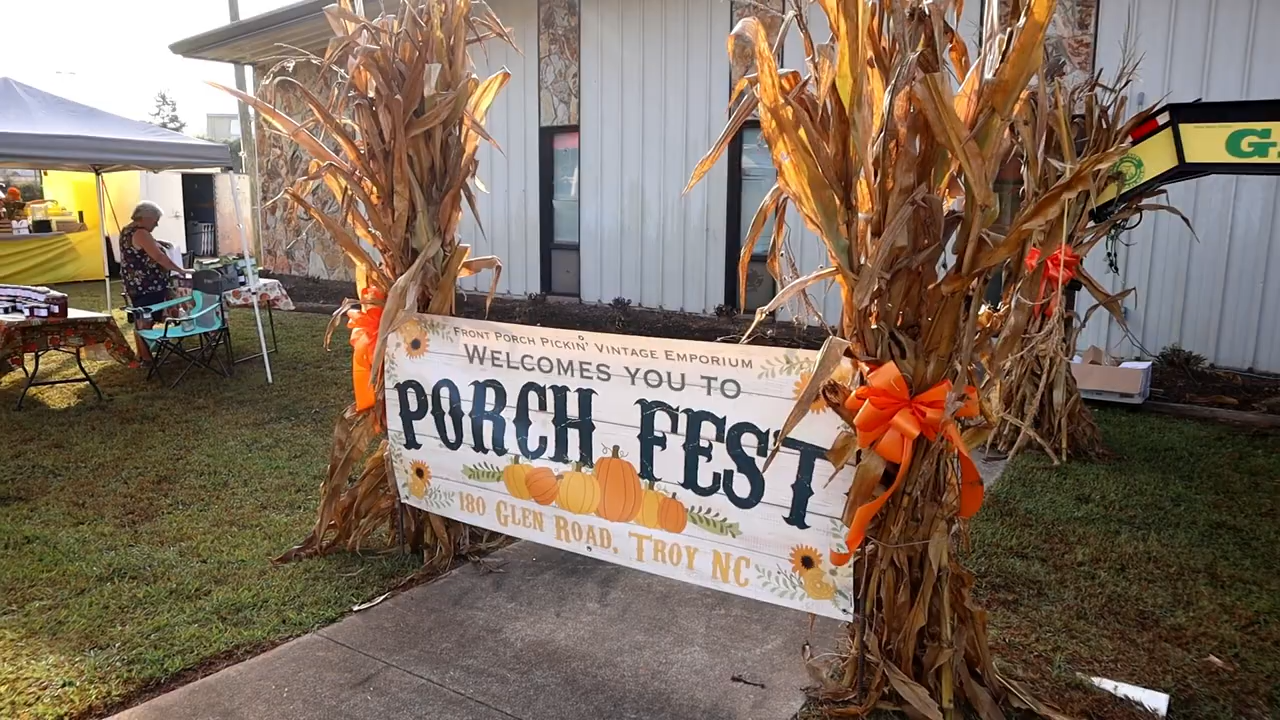 Front Porch Pickin' Vintage Emporium
Welcomes you to
PORCH FEST
180 Glen Road, Troy NC
G